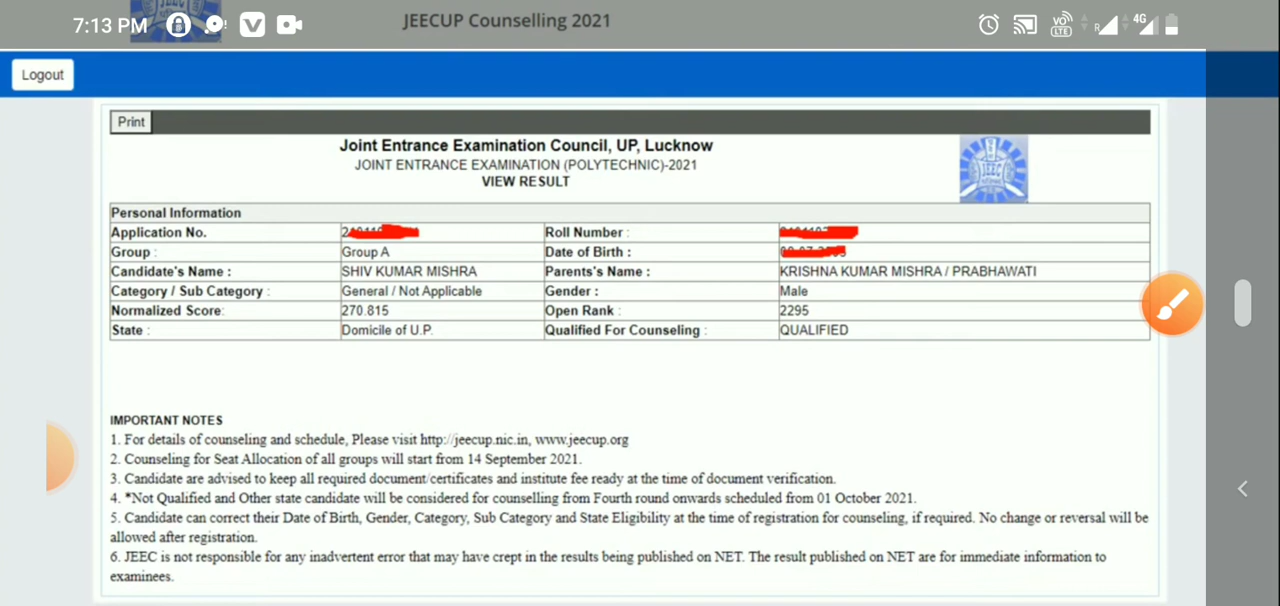 7:13 PM
JEECUP Counselling 2021
VO LTE R 4G
Logout
Print
Joint Entrance Examination Council, UP, Lucknow
JOINT ENTRANCE EXAMINATION (POLYTECHNIC)-2021
VIEW RESULT
JEEC
Personal Information
Application No. Roll Number :
Group : Group A Date of Birth :
Candidate's Name : SHIV KUMAR MISHRA Parents's Name : KRISHNA KUMAR MISHRA / PRABHAWATI
Category / Sub Category : General / Not Applicable Gender : Male
Normalized Score: 270.815 Open Rank : 2295
State : Domicile of U.P. Qualified For Counseling : QUALIFIED
IMPORTANT NOTES
1. For details of counseling and schedule, Please visit http://jeecup.nic.in, www.jeecup.org
2. Counseling for Seat Allocation of all groups will start from 14 September 2021.
3. Candidate are advised to keep all required document/certificates and institute fee ready at the time of document verification.
4. *Not Qualified and Other state candidate will be considered for counselling from Fourth round onwards scheduled from 01 October 2021.
5. Candidate can correct their Date of Birth, Gender, Category, Sub Category and State Eligibility at the time of registration for counseling, if required. No change or reversal will be
allowed after registration.
6. JEEC is not responsible for any inadvertent error that may have crept in the results being published on NET. The result published on NET are for immediate information to
examinees.